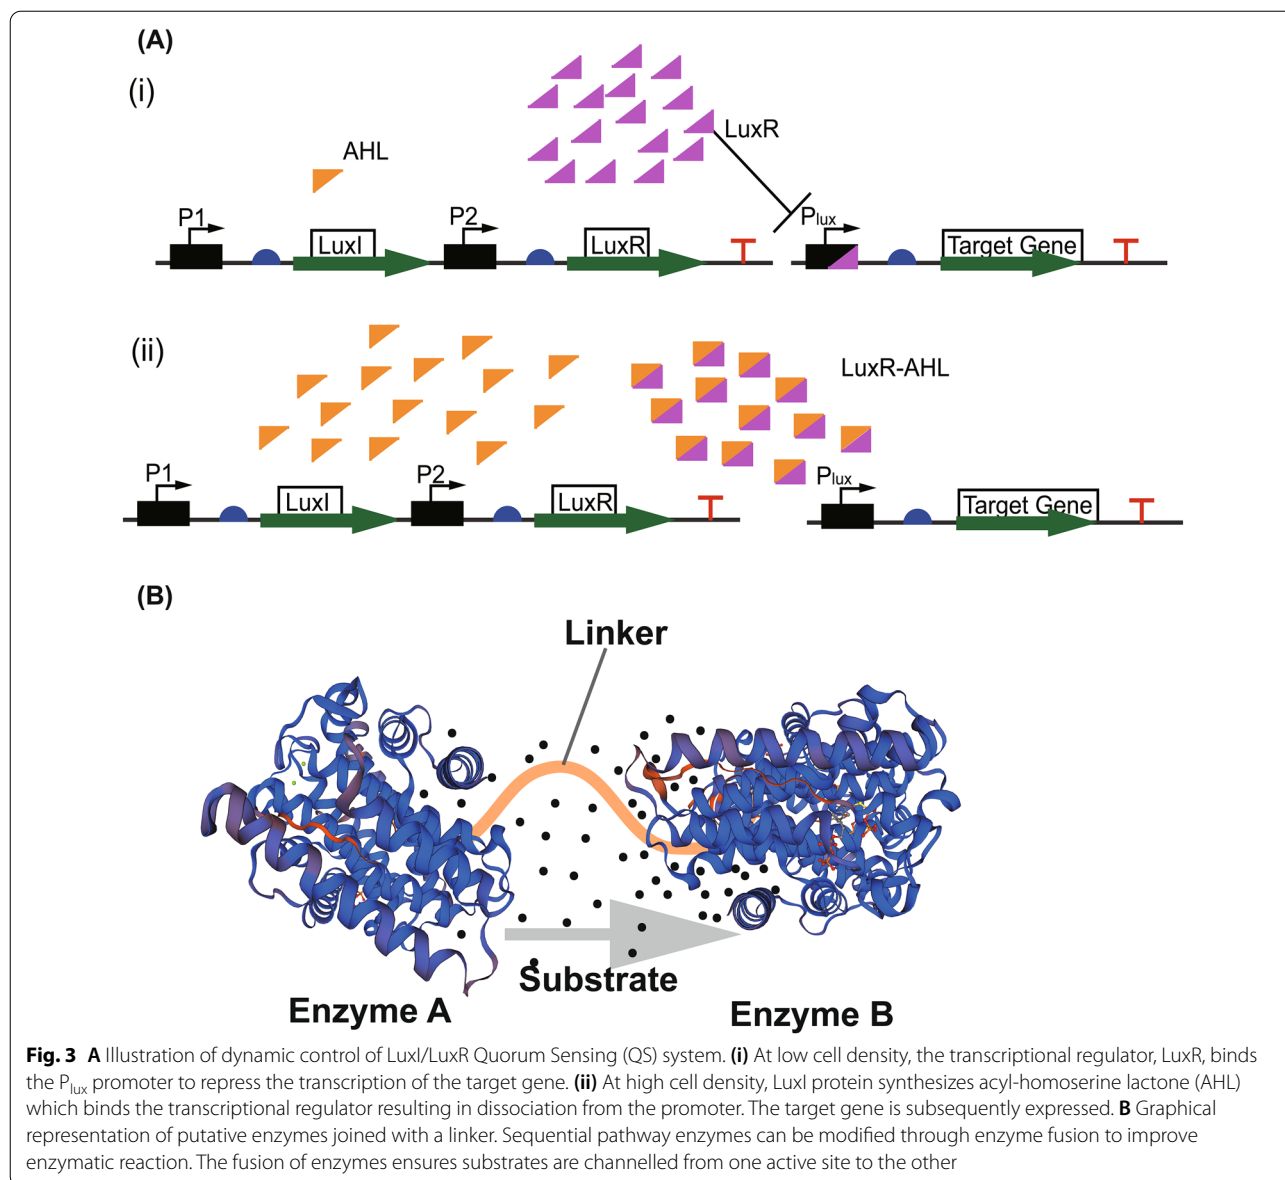 (A)
(i)
AHL
LuxR
P1
LuxI
P2
LuxR
Plux
Target Gene
(ii)
LuxR-AHL
P1
LuxI
P2
LuxR
Plux
Target Gene
(B)
Linker
Substrate
Enzyme A
Enzyme B
Fig. 3 A Illustration of dynamic control of LuxI/LuxR Quorum Sensing (QS) system. (i) At low cell density, the transcriptional regulator, LuxR, binds
the Plux promoter to repress the transcription of the target gene. (ii) At high cell density, LuxI protein synthesizes acyl-homoserine lactone (AHL)
which binds the transcriptional regulator resulting in dissociation from the promoter. The target gene is subsequently expressed. B Graphical
representation of putative enzymes joined with a linker. Sequential pathway enzymes can be modified through enzyme fusion to improve
enzymatic reaction. The fusion of enzymes ensures substrates are channelled from one active site to the other